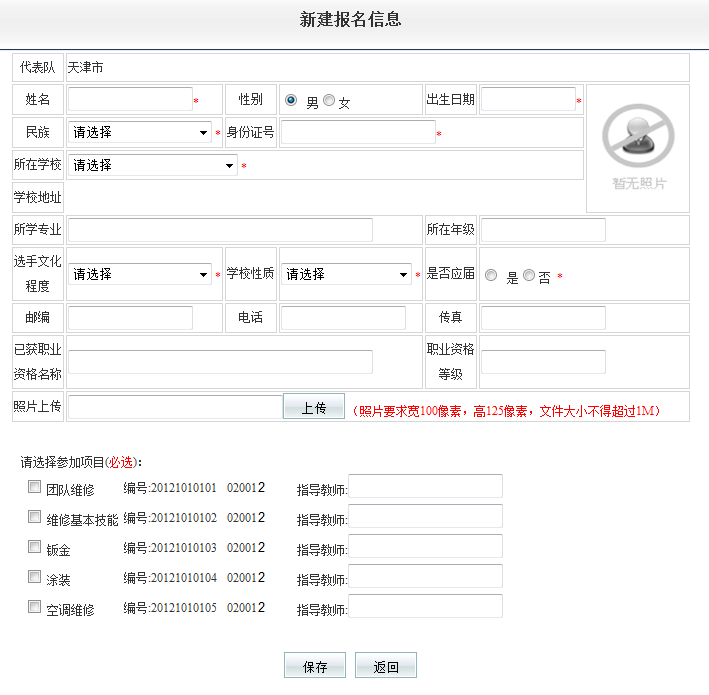 新建报名信息
代表队 天津市
姓名 * 性别 男 女 出生日期 *
民族 请选择 * 身份证号 *
所在学校 请选择 *
暂无照片
学校地址
所学专业 所在年级
选手文化程度 请选择 * 学校性质 请选择 * 是否应届 是 否 *
邮编 电话 传真
已获职业资格名称 职业资格等级
照片上传 上传 （照片要求宽100像素，高125像素，文件大小不得超过1M）
请选择参加项目(必选)：
团队维修 编号:20121010101 020012 指导教师:
维修基本技能 编号:20121010102 020012 指导教师:
钣金 编号:20121010103 020012 指导教师:
涂装 编号:20121010104 020012 指导教师:
空调维修 编号:20121010105 020012 指导教师:
保存 返回